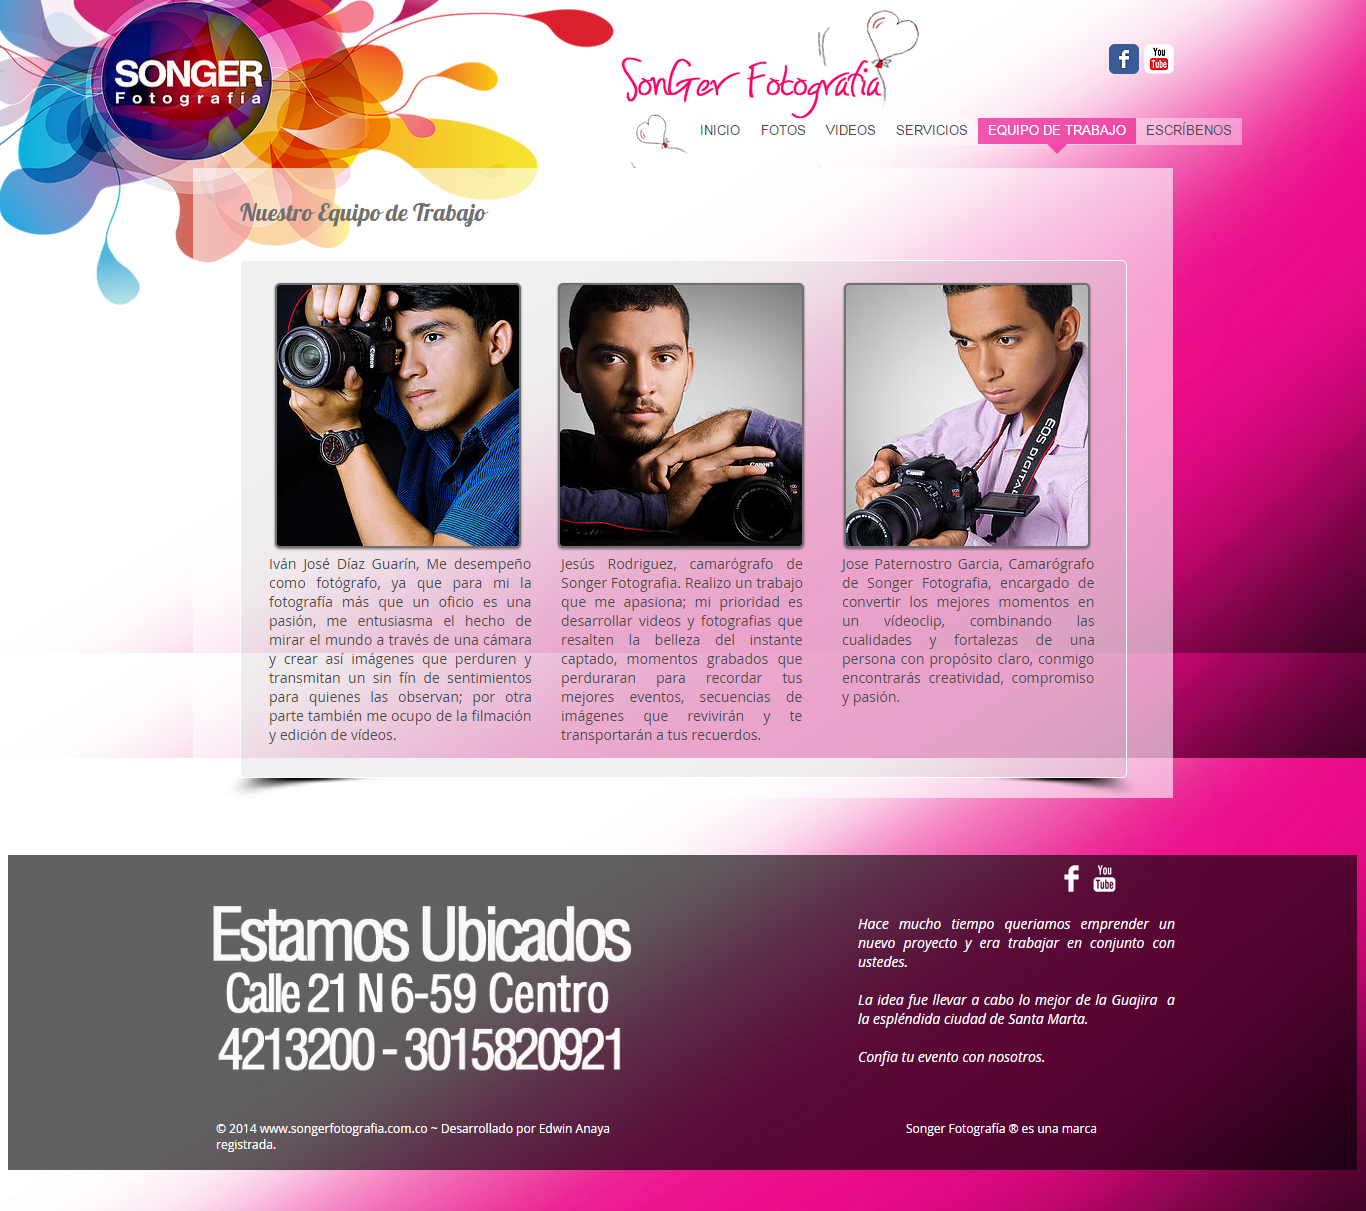 SONGER
Fotografía
SonGer Fotografia
INICIO FOTOS VIDEOS SERVICIOS EQUIPO DE TRABAJO ESCRÍBENOS
f
You
Tube
Nuestro Equipo de Trabajo
Canon
Canon
EOS DIGITAL
Canon
Iván José Díaz Guarín, Me desempeño
como fotógrafo, ya que para mi la
fotografía más que un oficio es una
pasión, me entusiasma el hecho de
mirar el mundo a través de una cámara
y crear así imágenes que perduren y
transmitan un sin fín de sentimientos
para quienes las observan; por otra
parte también me ocupo de la filmación
y edición de vídeos.
Jesús Rodriguez, camarógrafo de
Songer Fotografia. Realizo un trabajo
que me apasiona; mi prioridad es
desarrollar videos y fotografias que
resalten la belleza del instante
captado, momentos grabados que
perduraran para recordar tus
mejores eventos, secuencias de
imágenes que revivirán y te
transportarán a tus recuerdos.
Jose Paternostro Garcia, Camarógrafo
de Songer Fotografia, encargado de
convertir los mejores momentos en
un vídeoclip, combinando las
cualidades y fortalezas de una
persona con propósito claro, conmigo
encontrarás creatividad, compromiso
y pasión.
f
You
Tube
Estamos Ubicados
Calle 21 N 6-59 Centro
4213200 - 3015820921
Hace mucho tiempo queriamos emprender un
nuevo proyecto y era trabajar en conjunto con
ustedes.
La idea fue llevar a cabo lo mejor de la Guajira a
la espléndida ciudad de Santa Marta.
Confia tu evento con nosotros.
© 2014 www.songerfotografia.com.co ~ Desarrollado por Edwin Anaya Songer Fotografía ® es una marca
registrada.